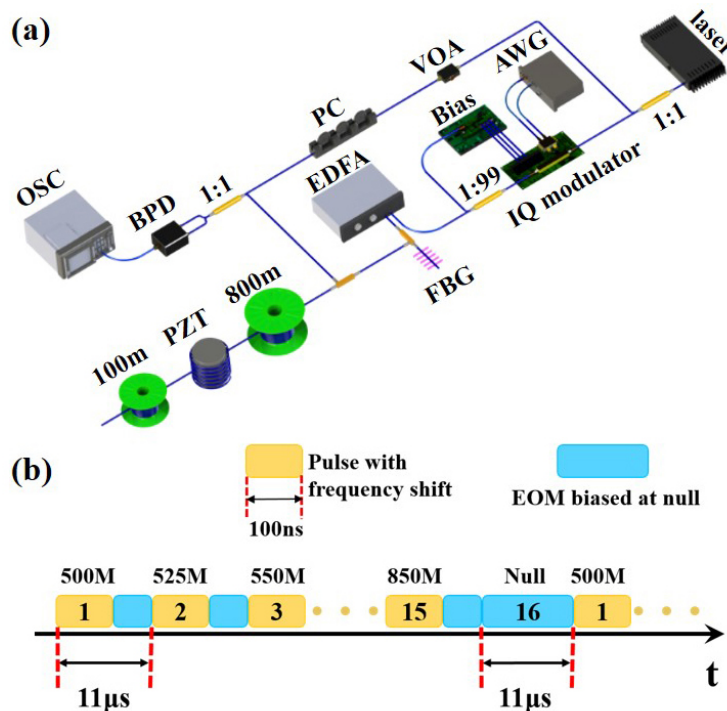 (a)
laser
AWG
VOA
1:1
Bias
PC
IQ modulator
1:99
EDFA
FBG
1:1
BPD
OSC
800m
PZT
100m
(b)
Pulse with
frequency shift
100ns
EOM biased at null
500M 525M 550M 850M Null 500M
1 2 3 15 16 1
t
11μs 11μs